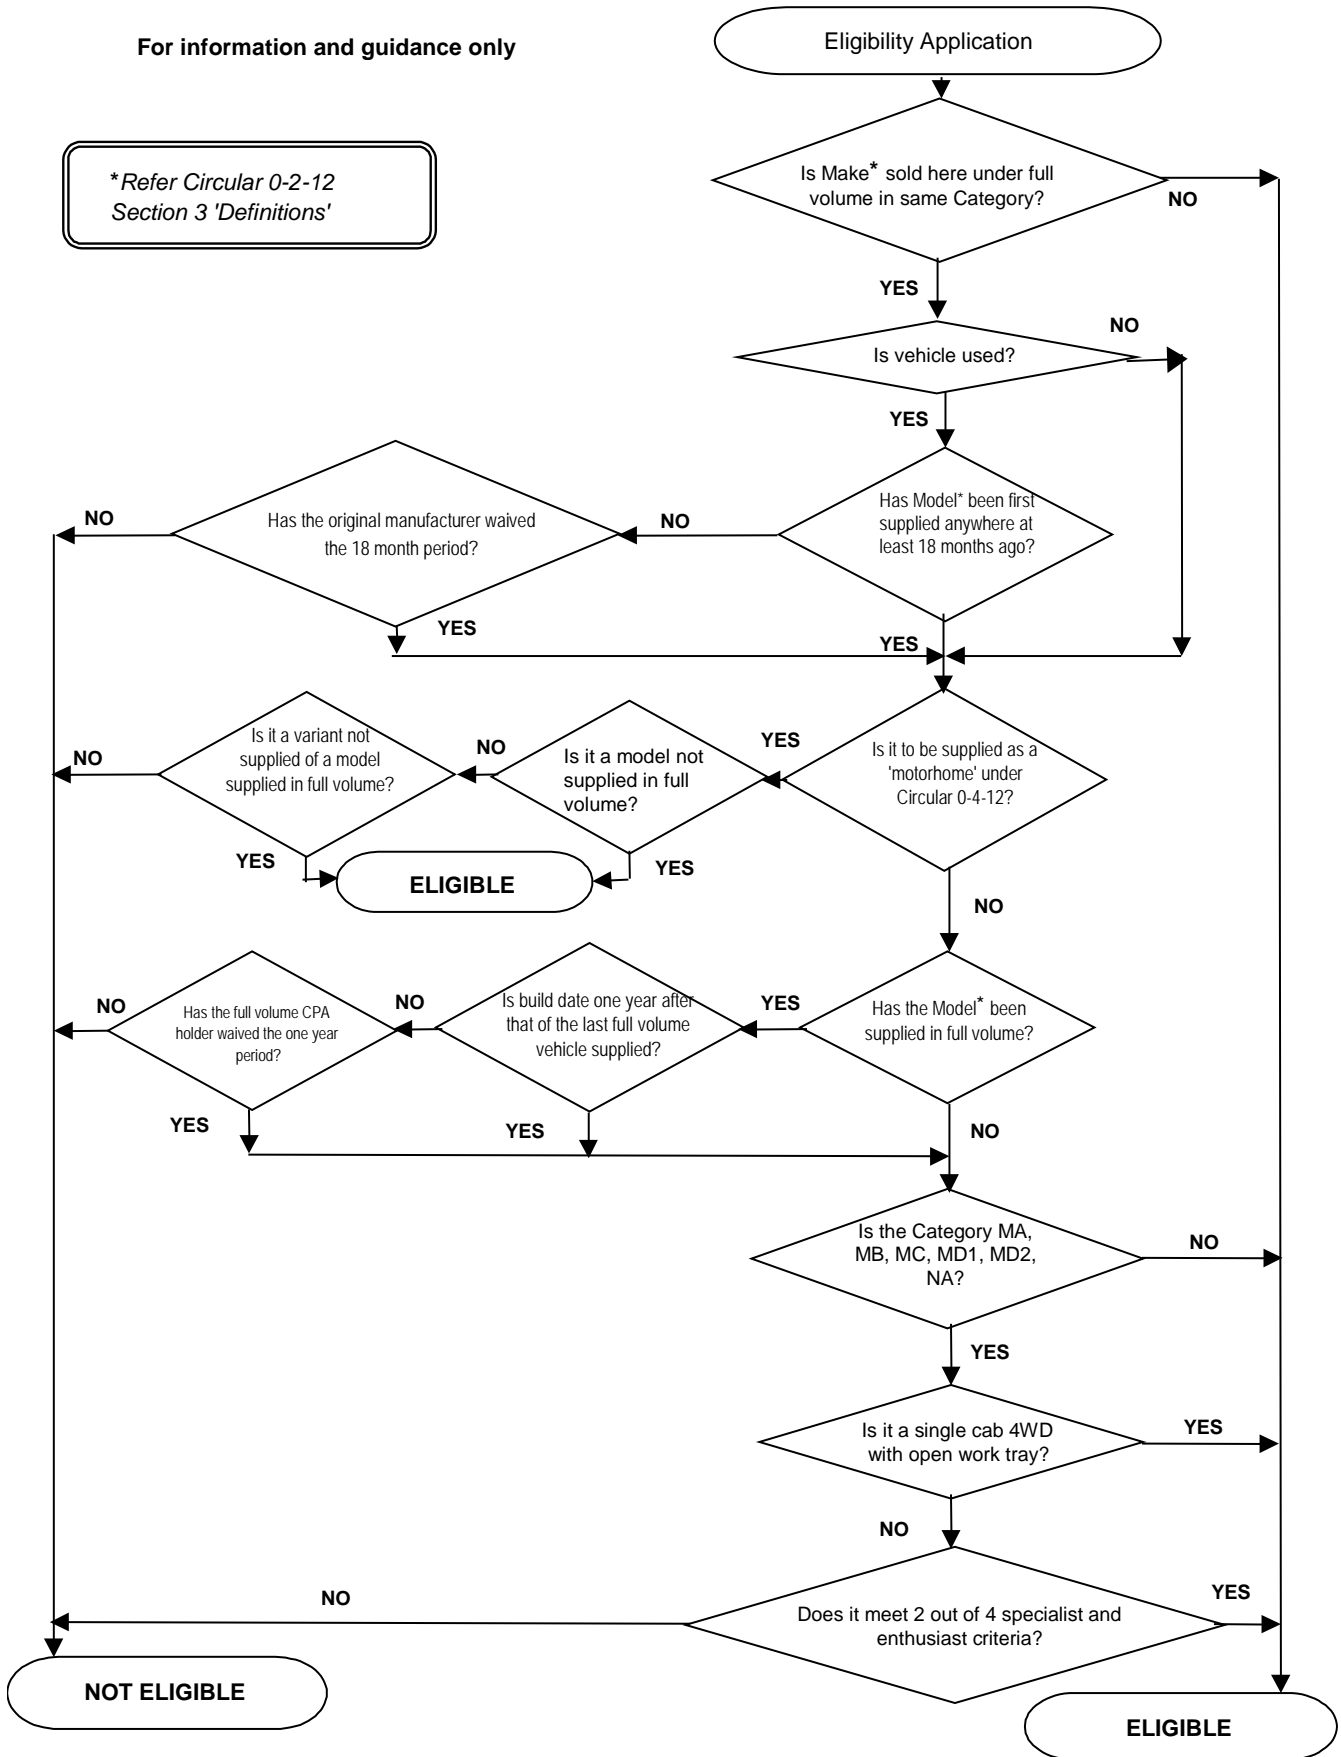 For information and guidance only
Eligibility Application
*Refer Circular 0-2-12
Section 3 'Definitions'
Is Make* sold here under full
volume in same Category?
NO
YES
Is vehicle used?
NO
YES
Has Model* been first
supplied anywhere at
least 18 months ago?
NO
Has the original manufacturer waived
the 18 month period?
NO
YES
YES
Is it to be supplied as a
'motorhome' under
Circular 0-4-12?
YES
Is it a model not
supplied in full
volume?
NO
Is it a variant not
supplied of a model
supplied in full volume?
NO
YES
YES
ELIGIBLE
NO
Has the Model* been
supplied in full volume?
YES
Is build date one year after
that of the last full volume
vehicle supplied?
NO
Has the full volume CPA
holder waived the one year
period?
NO
YES
YES
NO
Is the Category MA,
MB, MC, MD1, MD2,
NA?
NO
YES
Is it a single cab 4WD
with open work tray?
YES
NO
Does it meet 2 out of 4 specialist and
enthusiast criteria?
NO
YES
NOT ELIGIBLE
ELIGIBLE